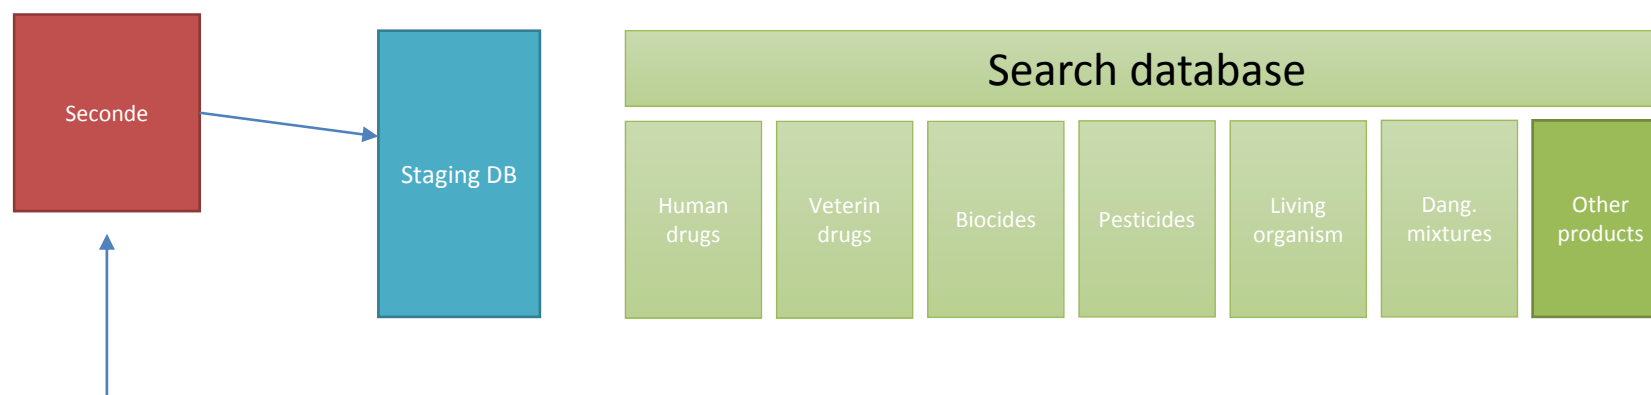 Seconde
Staging DB
Search database
Human
drugs
Veterin
drugs
Biocides
Pesticides
Living
organism
Dang.
mixtures
Other
products